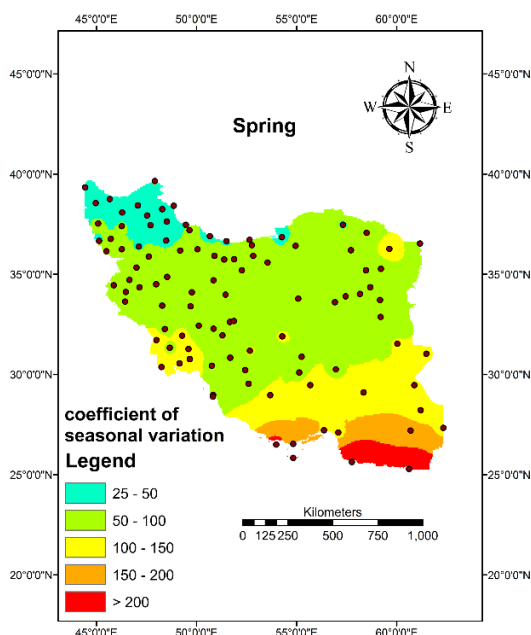 45°0'0"E 50°0'0"E 55°0'0"E 60°0'0"E
45°0'0"N 45°0'0"N
N
W E
S
Spring
40°0'0"N 40°0'0"N
35°0'0"N 35°0'0"N
30°0'0"N 30°0'0"N
coefficient of
seasonal variation
Legend
25°0'0"N 25°0'0"N
25 - 50
50 - 100
100 - 150
150 - 200
> 200
Kilometers
0 125250 500 750 1,000
20°0'0"N 20°0'0"N
45°0'0"E 50°0'0"E 55°0'0"E 60°0'0"E